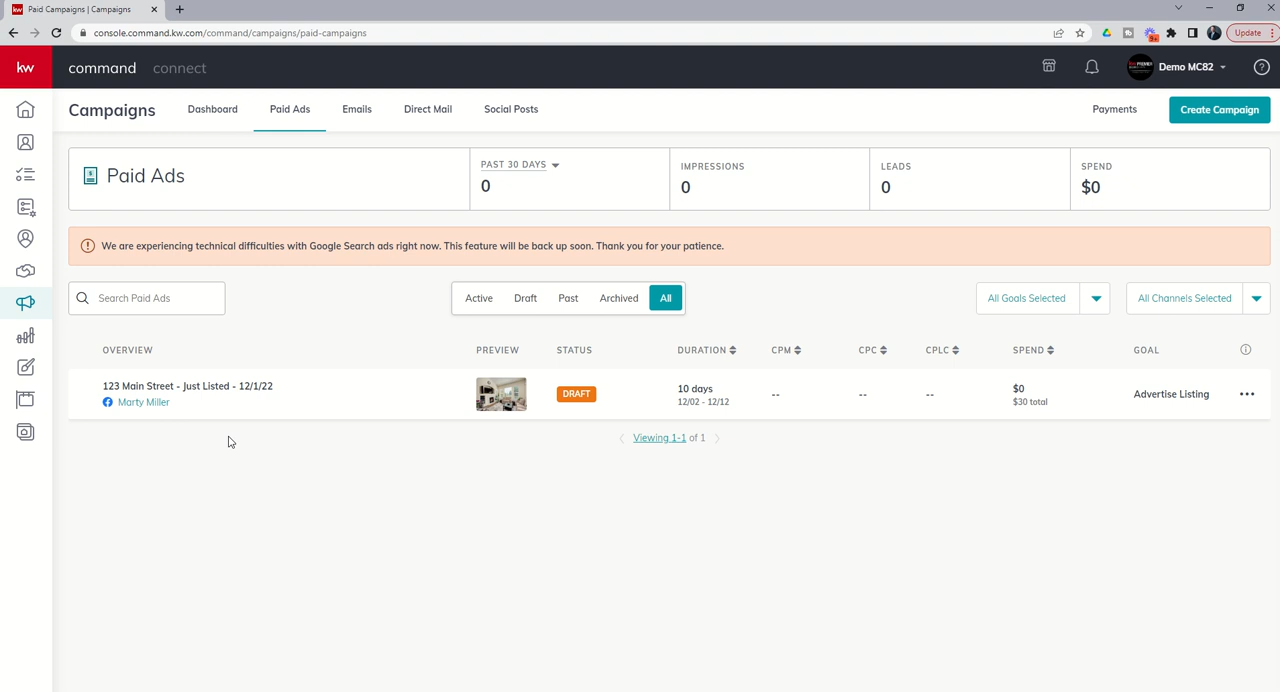 kw Paid Campaigns | Campaigns
console.command.kw.com/command/campaigns/paid-campaigns
9+
Update
kw command connect Demo MC82
Campaigns Dashboard Paid Ads Emails Direct Mail Social Posts Payments Create Campaign
Paid Ads
PAST 30 DAYS
0
IMPRESSIONS
0
LEADS
0
SPEND
$0
We are experiencing technical difficulties with Google Search ads right now. This feature will be back up soon. Thank you for your patience.
Search Paid Ads Active Draft Past Archived All All Goals Selected All Channels Selected
OVERVIEW PREVIEW STATUS DURATION CPM CPC CPLC SPEND GOAL
123 Main Street - Just Listed - 12/1/22
Marty Miller
DRAFT
10 days
12/02 - 12/12
-- -- --
$0
$30 total
Advertise Listing
Viewing 1-1 of 1